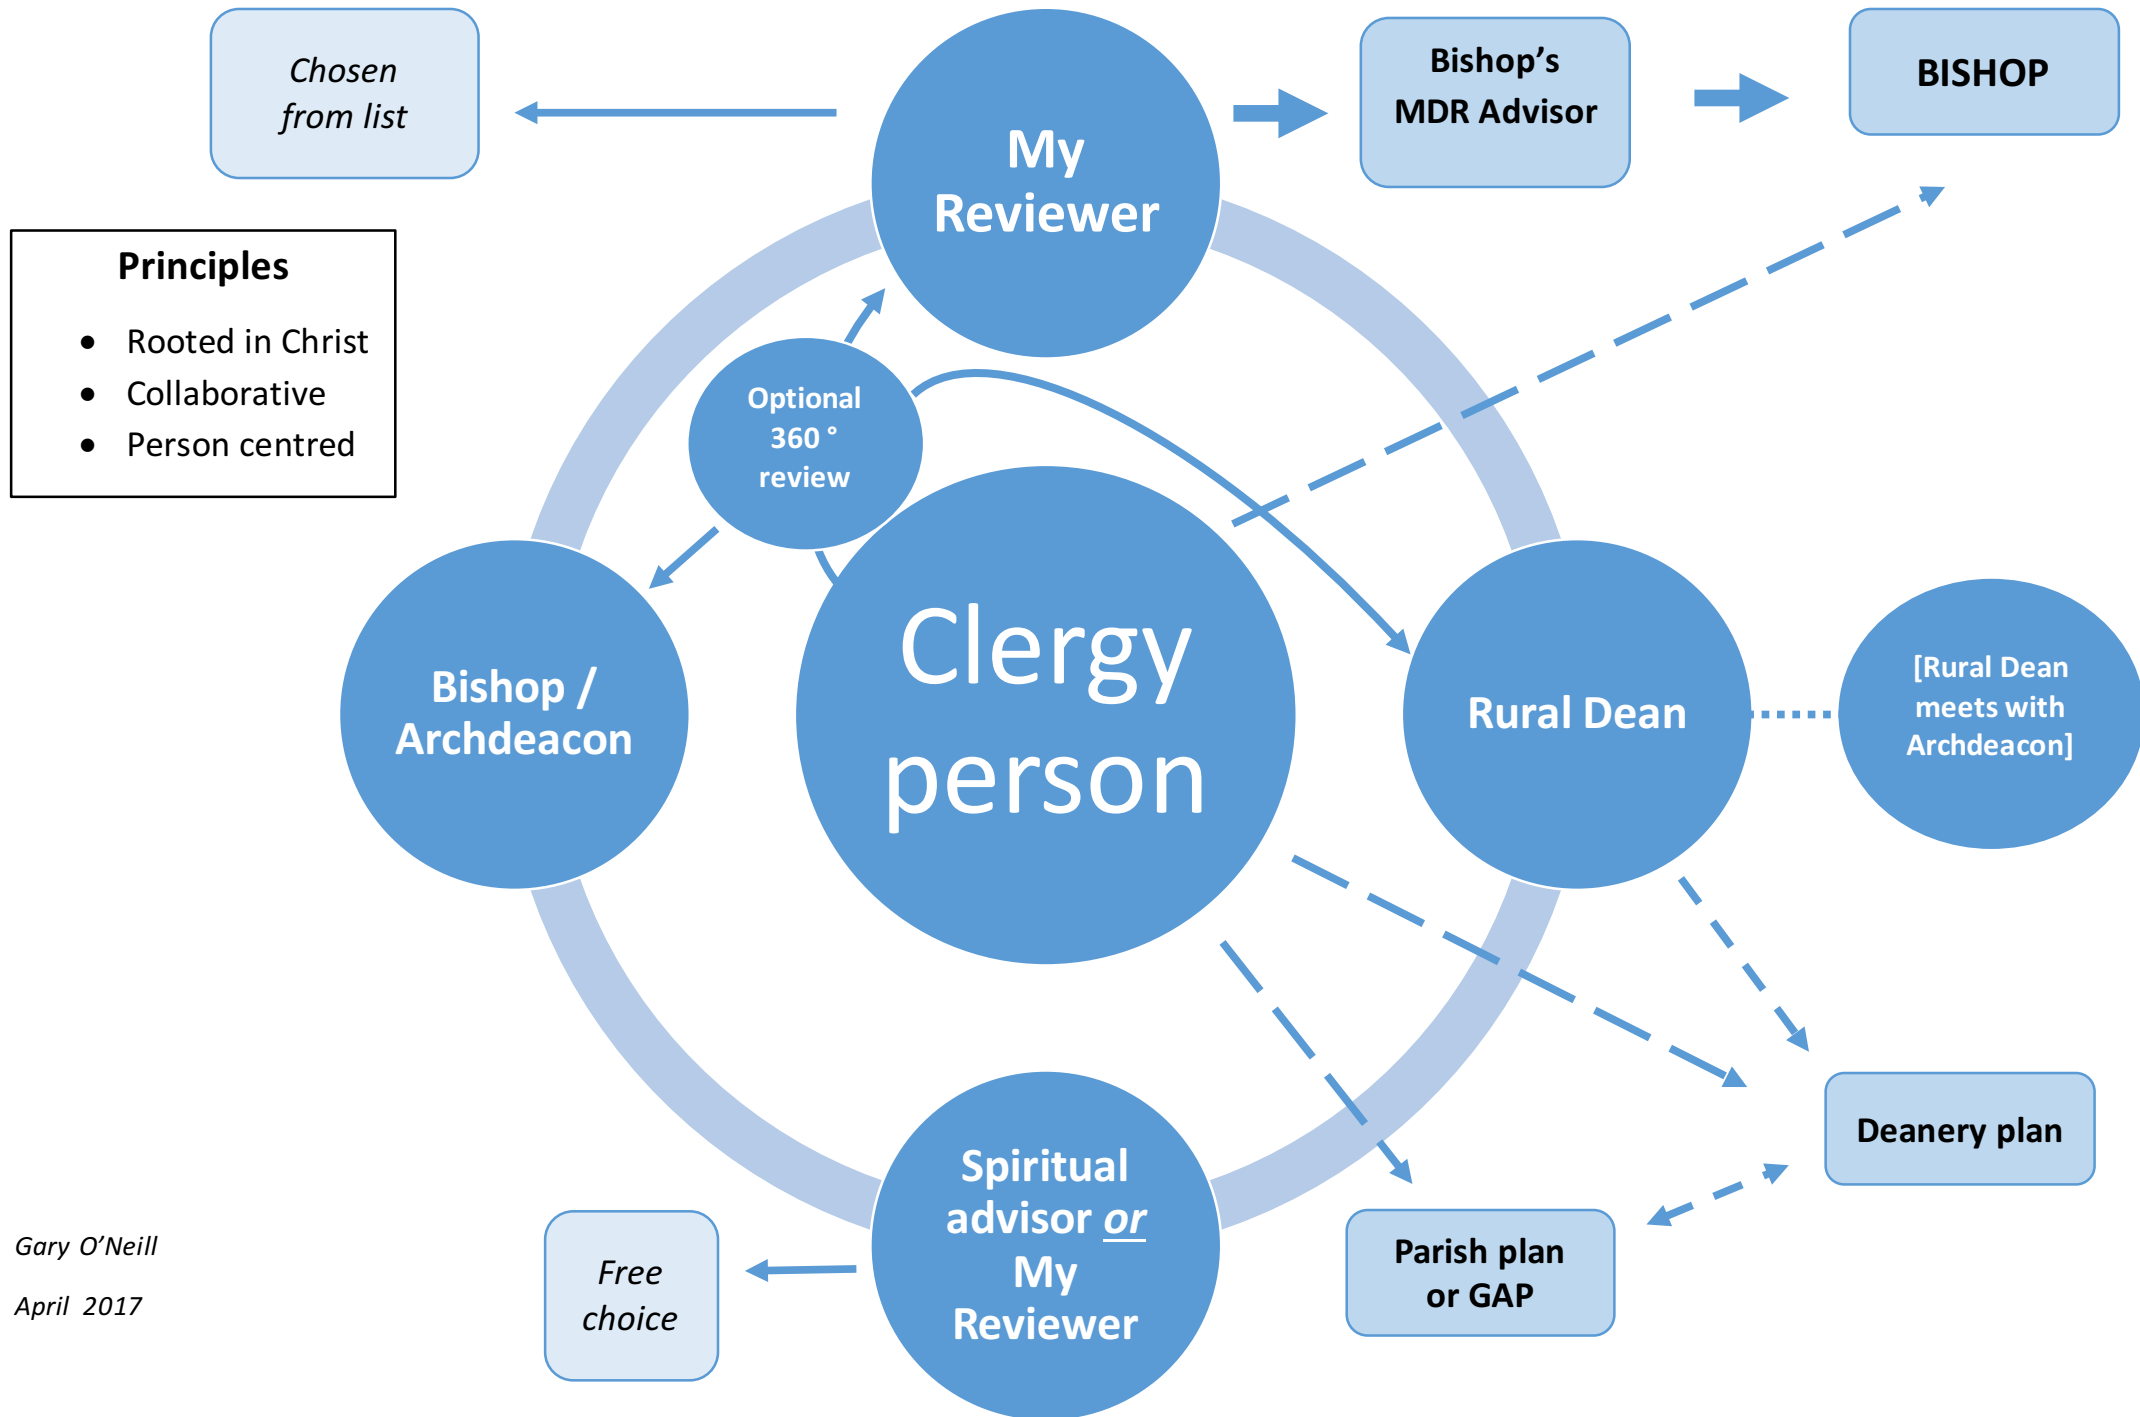 Chosen
from list
My
Reviewer
Bishop’s
MDR Advisor
BISHOP
Principles
• Rooted in Christ
• Collaborative
• Person centred
Optional
360 °
review
Clergy
person
Bishop /
Archdeacon
Rural Dean
[Rural Dean
meets with
Archdeacon]
Deanery plan
Spiritual
advisor or
My
Reviewer
Parish plan
or GAP
Free
choice
Gary O’Neill
April 2017